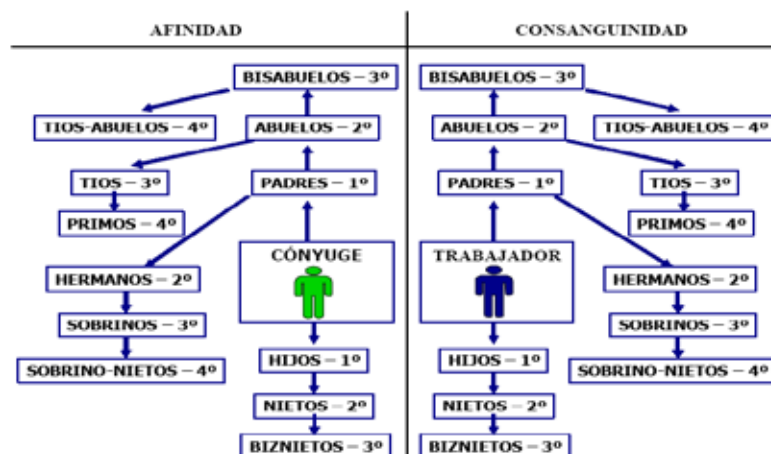 AFINIDAD
BISABUELOS – 3º
TIOS-ABUELOS – 4º
ABUELOS – 2º
TIOS – 3º
PADRES – 1º
PRIMOS – 4º
CÓNYUGE
HERMANOS – 2º
SOBRINOS – 3º
SOBRINO-NIETOS – 4º
HIJOS – 1º
NIETOS – 2º
BIZNIETOS – 3º
CONSANGUINIDAD
BISABUELOS – 3º
ABUELOS – 2º
TIOS-ABUELOS – 4º
PADRES – 1º
TIOS – 3º
PRIMOS – 4º
TRABAJADOR
HERMANOS – 2º
SOBRINOS – 3º
SOBRINO-NIETOS – 4º
HIJOS – 1º
NIETOS – 2º
BIZNIETOS – 3º